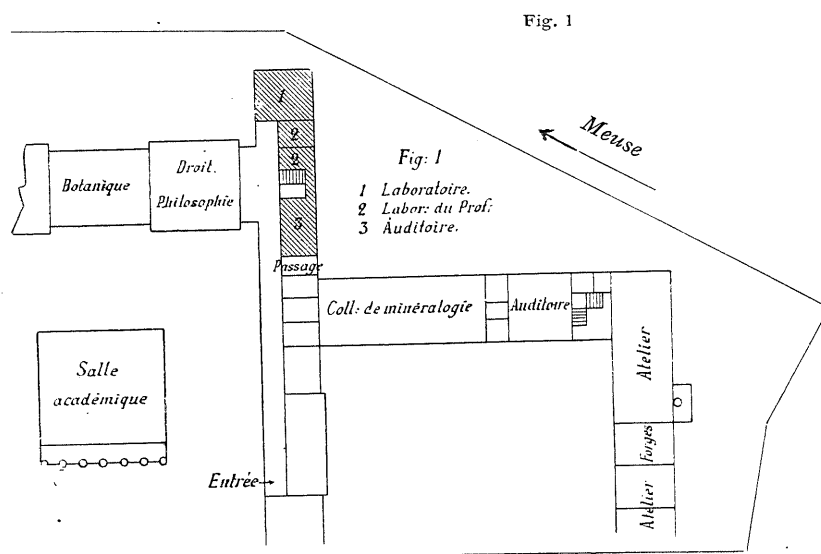 Fig. 1
Meuse
Fig: 1
1 Laboratoire.
2 Labor: du Prof:
3 Auditoire.
1
2
2
3
Botanique
Droit.
Philosophie
Passage
Coll: de minéralogie
Auditoire
Atelier
Forges
Atelier
Salle
académique
Entrée